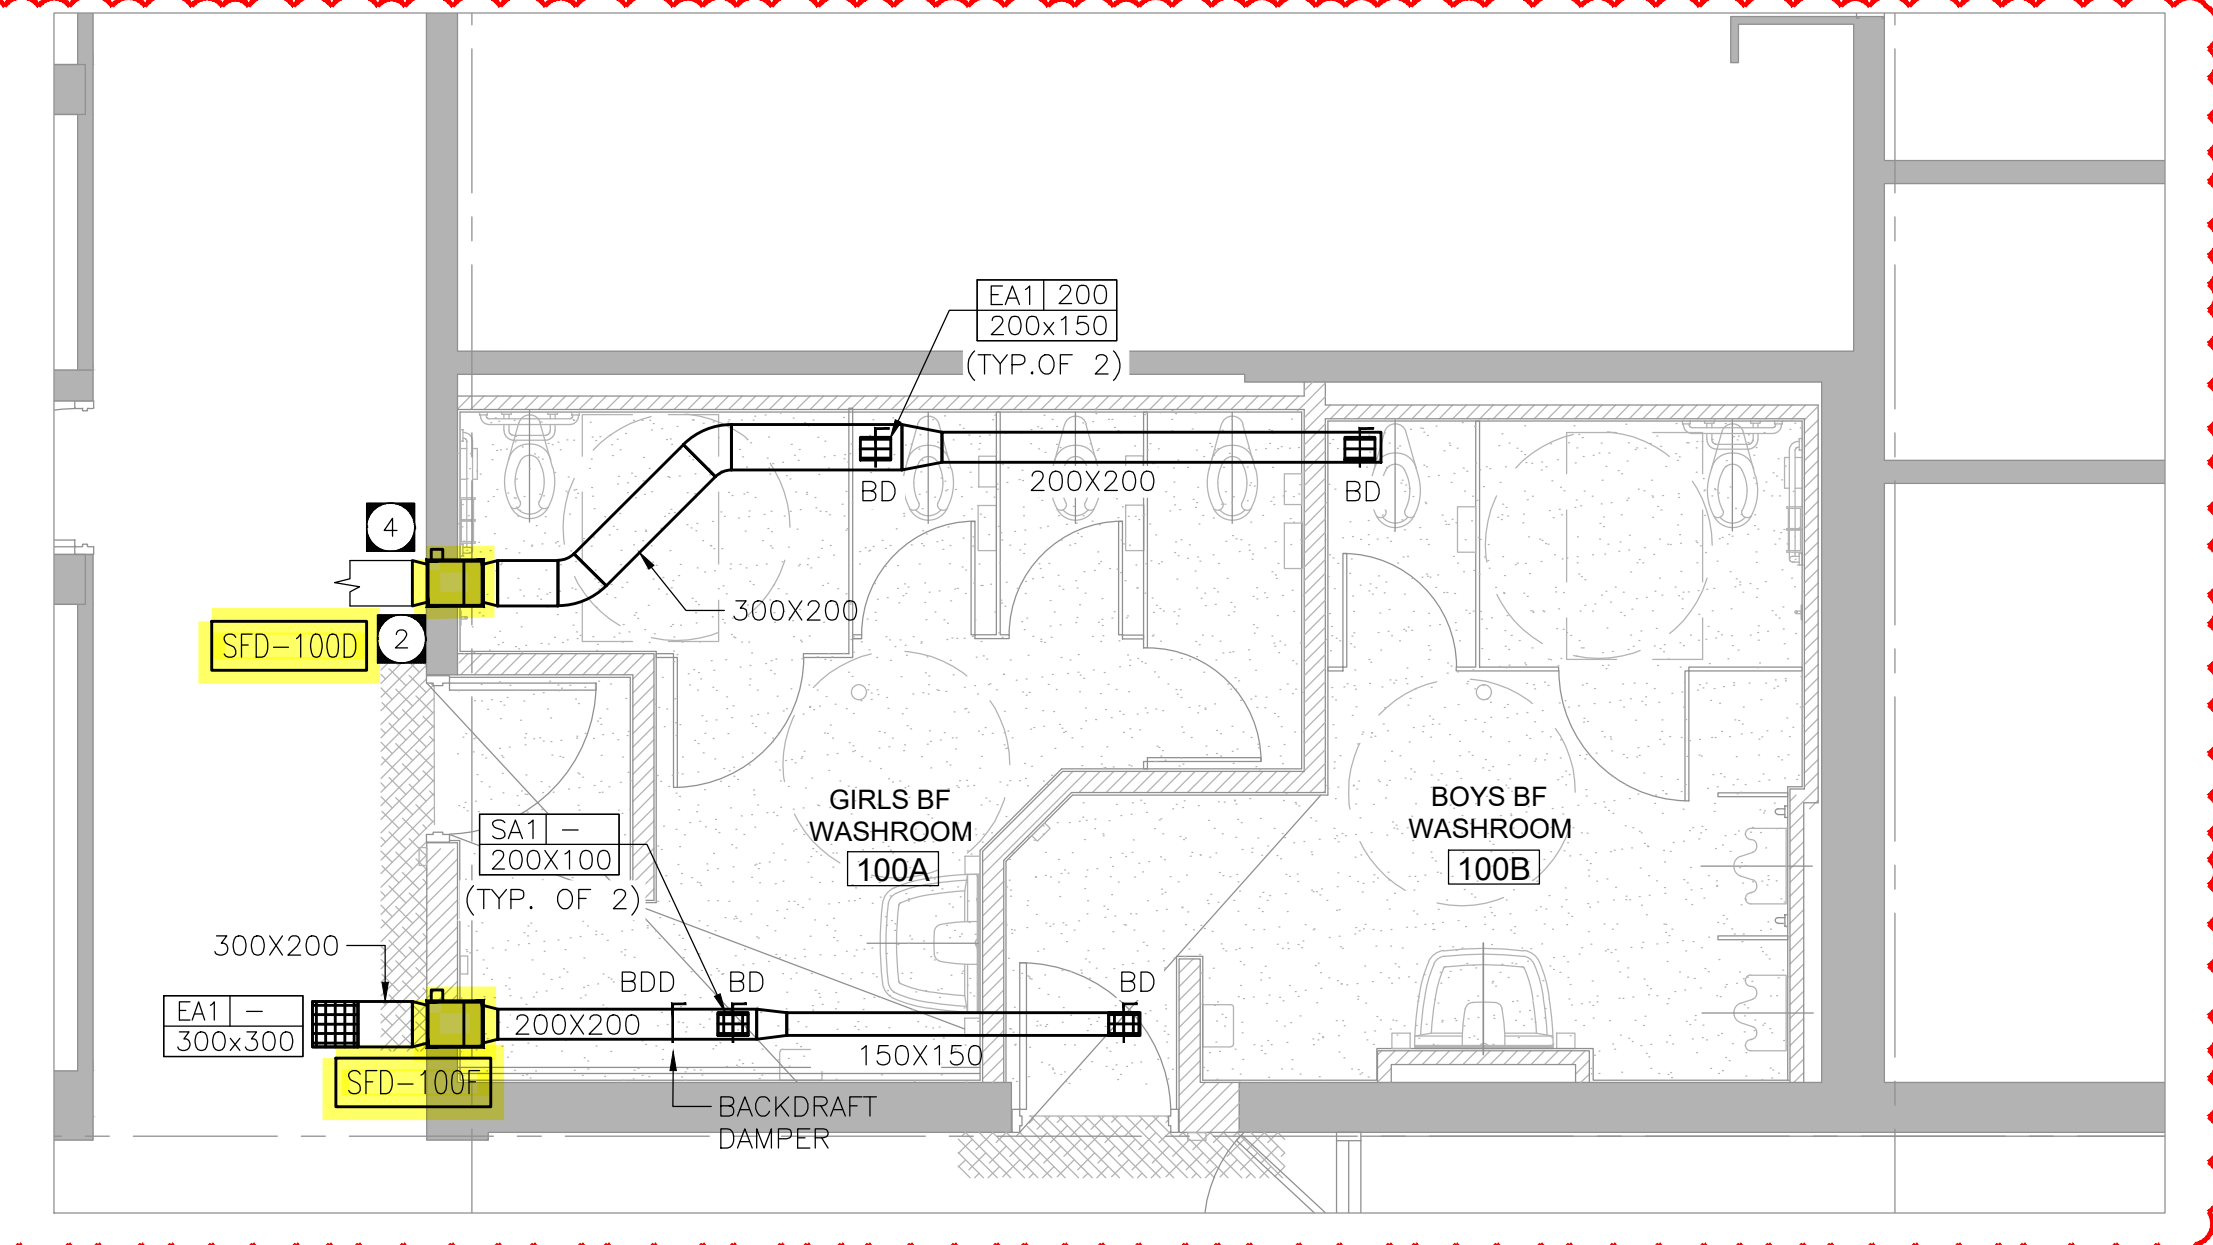 EA1 200
200x150
(TYP.OF 2)
200X200
BD
BD
4
300X200
SFD-100D
2
GIRLS BF
WASHROOM
100A
BOYS BF
WASHROOM
100B
SA1 -
200X100
(TYP. OF 2)
300X200
BDD
BD
BD
EA1 -
300x300
200X200
150X150
SFD-100F
BACKDRAFT
DAMPER